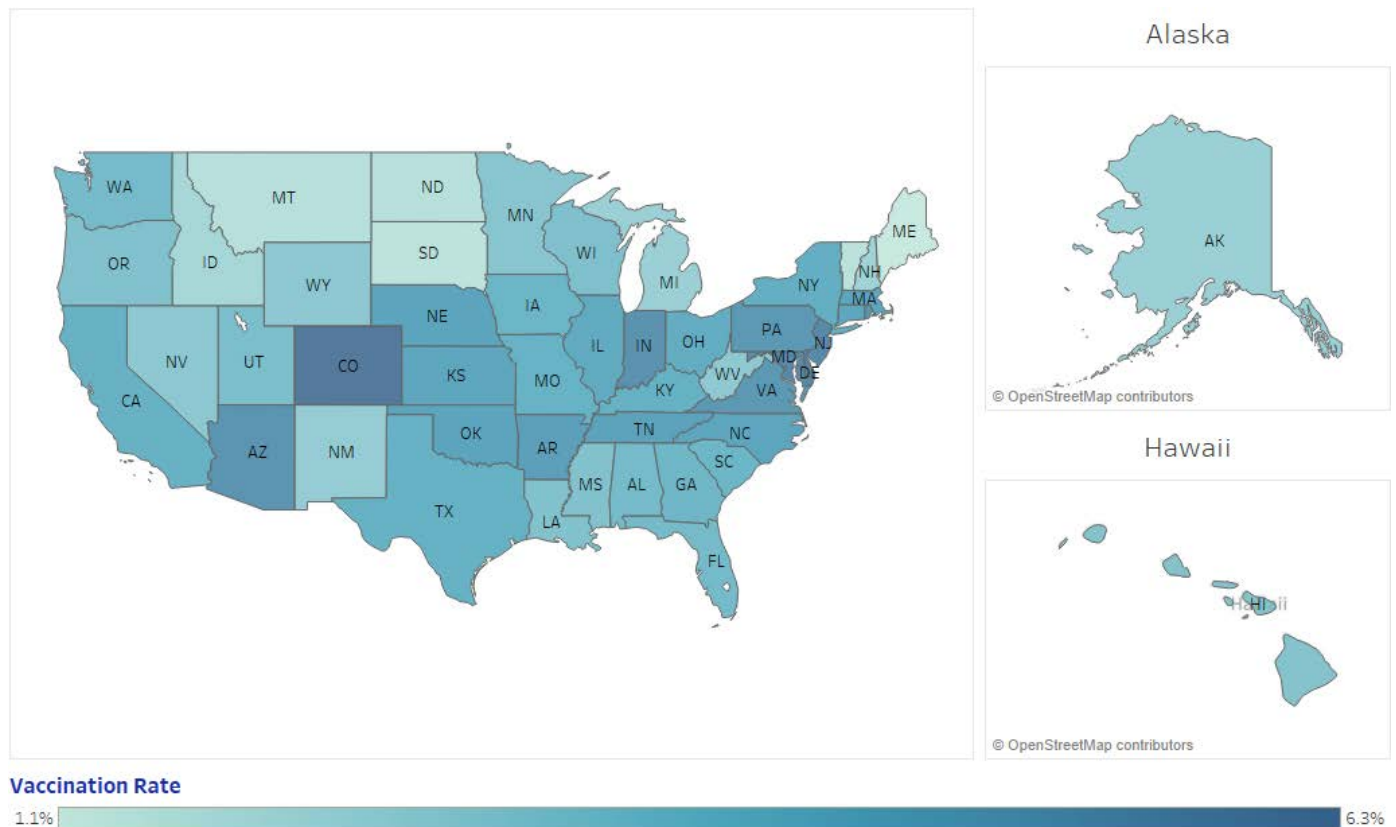 Alaska
WA
MT
ND
MN
ME
OR
ID
SD
WI
NH
AK
WY
MI
NY
MA
NE
IA
PA
NV
UT
CO
IL
IN
OH
MD
NJ
DE
CA
KS
MO
WV
KY
VA
© OpenStreetMap contributors
AZ
NM
OK
AR
TN
NC
SC
Hawaii
TX
LA
MS
AL
GA
FL
Hawaii
HI
© OpenStreetMap contributors
Vaccination Rate
1.1%
6.3%